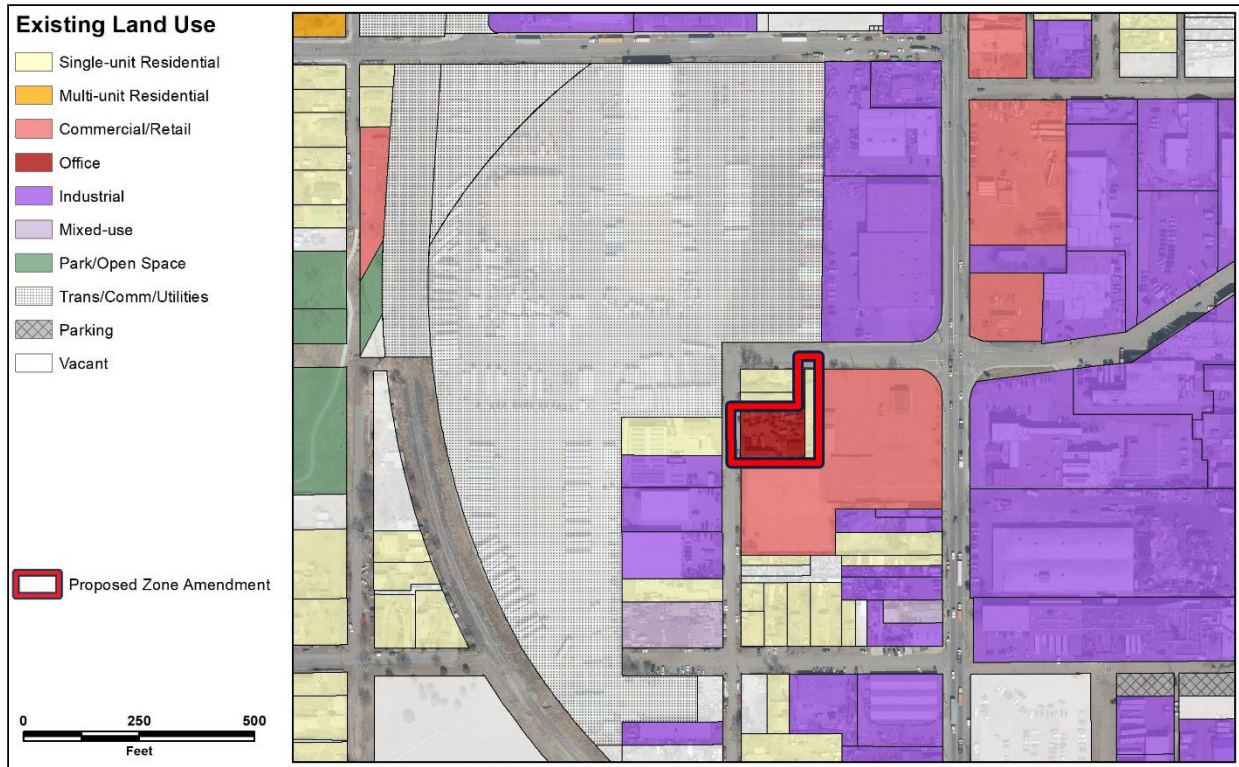 Existing Land Use
Single-unit Residential
Multi-unit Residential
Commercial/Retail
Office
Industrial
Mixed-use
Park/Open Space
Trans/Comm/Utilities
Parking
Vacant
Proposed Zone Amendment
0 250 500
Feet